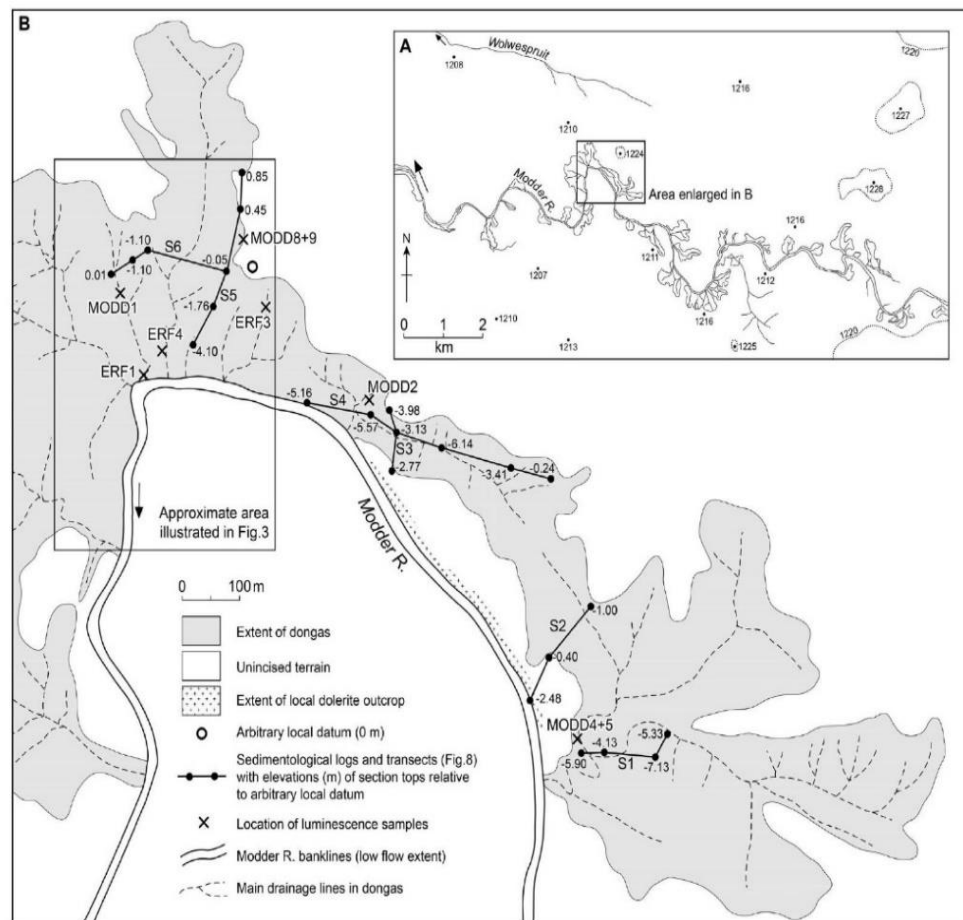 B
A
Wolwespruit
1208
1216
1220
1227
1210
1224
Modder R.
Area enlarged in B
1228
N
1207
1211
1216
1212
0 1 2
km
1210
1213
1216
1225
1220
0.85
0.45
MODD8+9
-1.10
S6
-0.05
-1.10
0.01
S5
MODD1
-1.76
ERF3
ERF4
-4.10
ERF1
MODD2
-5.16
S4
-3.98
-5.57
-3.13
S3
-6.14
-2.77
-3.41
-0.24
Approximate area
illustrated in Fig.3
Modder R.
0 100 m
Extent of dongas
Unincised terrain
Extent of local dolerite outcrop
Arbitrary local datum (0 m)
Sedimentological logs and transects (Fig.8)
with elevations (m) of section tops relative
to arbitrary local datum
Location of luminescence samples
Modder R. banklines (low flow extent)
Main drainage lines in dongas
S2
-1.00
-0.40
-2.48
MODD4+5
-4.13
-5.33
-5.90
S1
-7.13